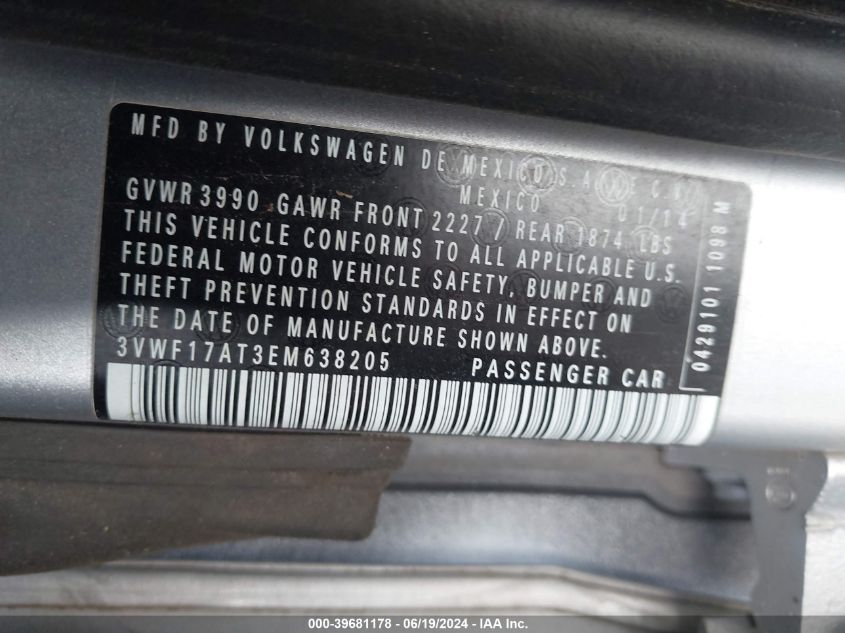 MFD BY VOLKSWAGEN DE MEXICO S.A. DE C.V.
MEXICO 01/14
GVWR 3990 GAWR FRONT 2227 / REAR 1874 LBS
THIS VEHICLE CONFORMS TO ALL APPLICABLE U.S.
FEDERAL MOTOR VEHICLE SAFETY, BUMPER AND
THEFT PREVENTION STANDARDS IN EFFECT ON
THE DATE OF MANUFACTURE SHOWN ABOVE.
3VWF17AT3EM638205 PASSENGER CAR
0429101 1098 M
000-39681178 - 06/19/2024 - IAA Inc.